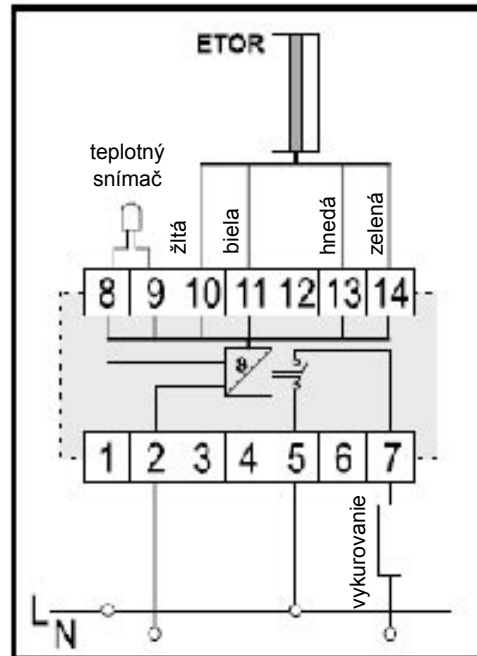 ETOR
teplotný
snímač
žltá
biela
hnedá
zelená
8 9 10 11 12 13 14
θ
1 2 3 4 5 6 7
vykurovanie
L
N